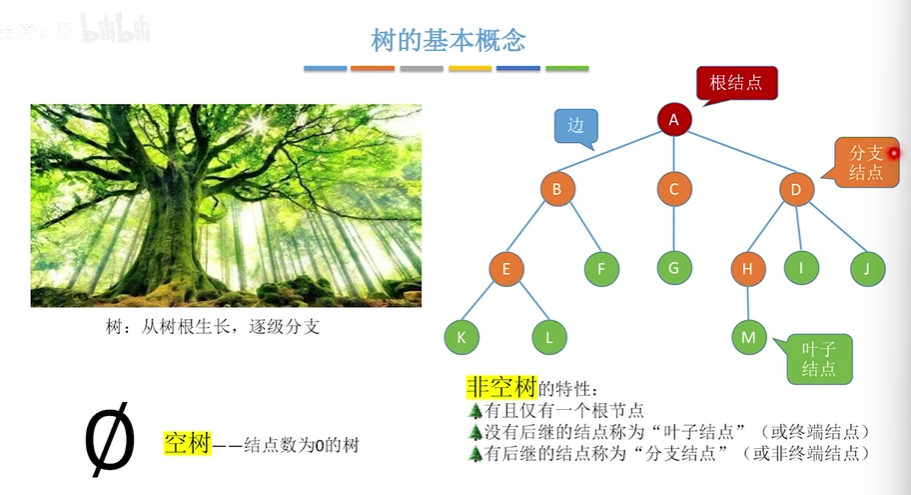 bilibili
树的基本概念
根结点
边
A
分支
结点
B
C
D
E
F
G
H
I
J
K
L
M
叶子
结点
树：从树根生长，逐级分支
非空树的特性：
有且仅有一个根节点
没有后继的结点称为“叶子结点”（或终端结点）
有后继的结点称为“分支结点”（或非终端结点）
Ø
空树——结点数为0的树